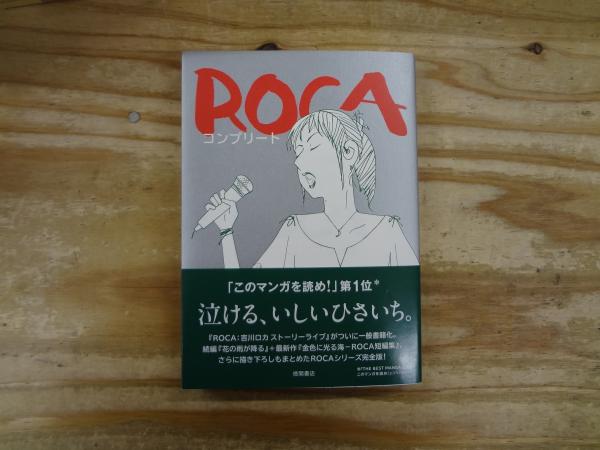 ROCA
コンプリート
「このマンガを読め!」第1位*
泣ける、いしいひさいち。
『ROCA:吉川ロカ ストーリーライブ』がついに一般書籍化。
続編『花の雨が降る』+最新作『金色に光る海−ROCA短編集』、
さらに描き下ろしもまとめたROCAシリーズ完全版!
徳間書店